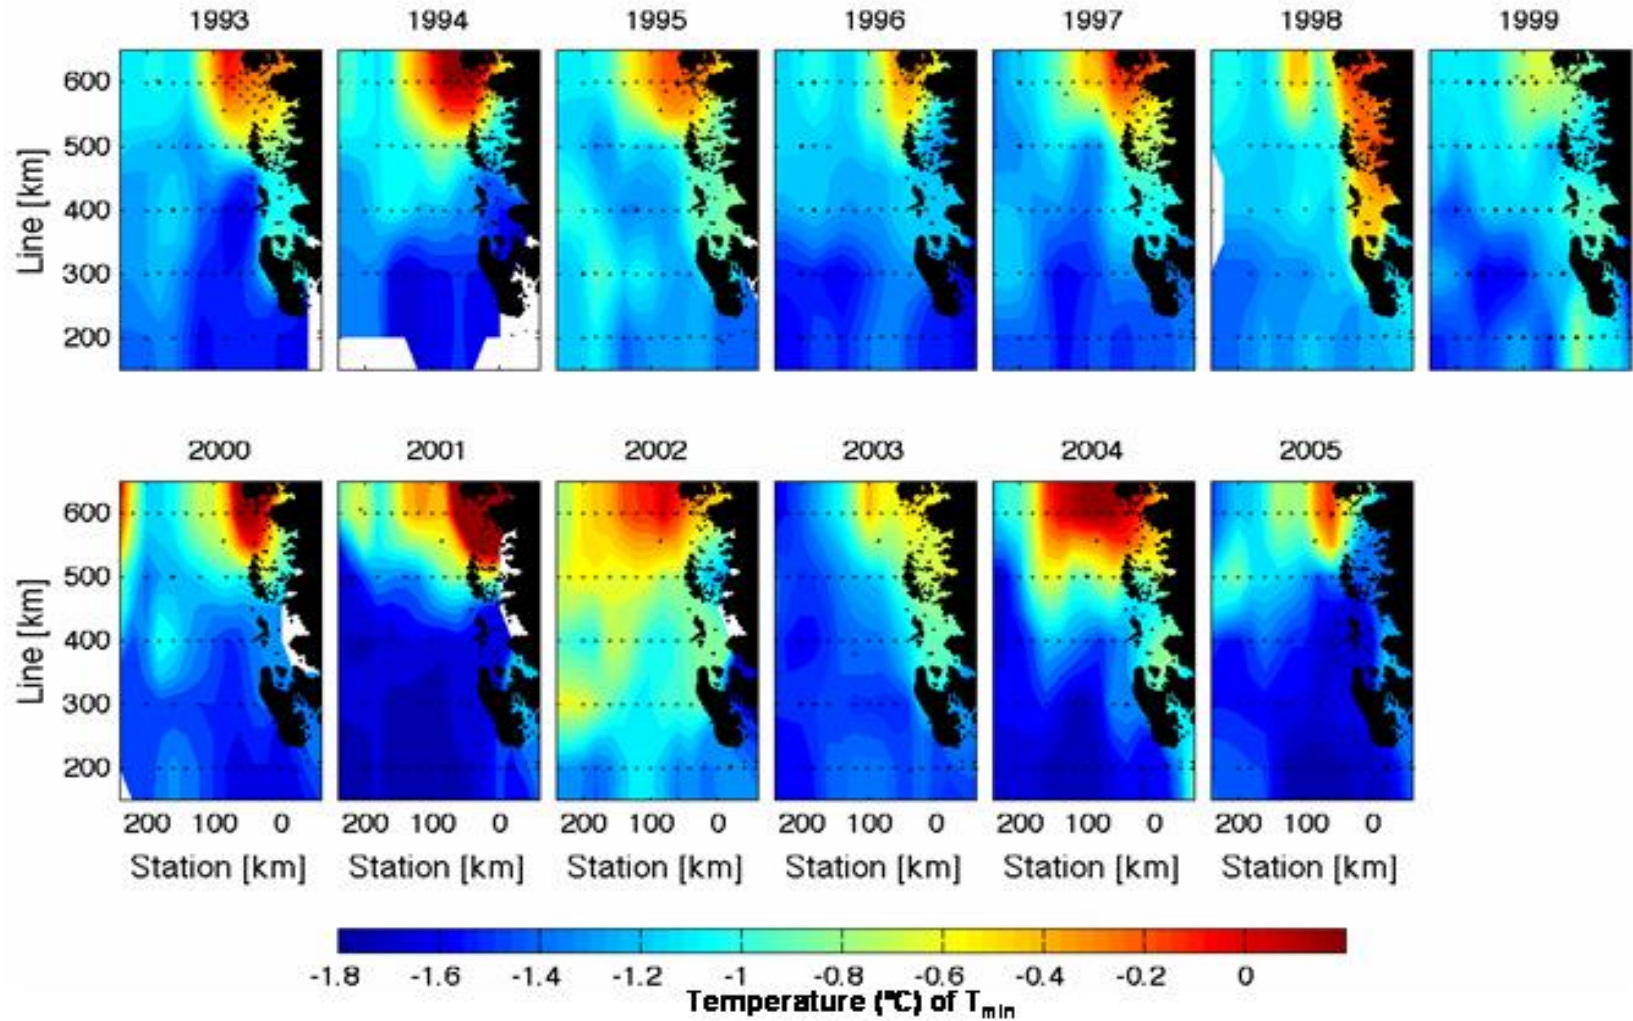 1993 1994 1995 1996 1997 1998 1999
600
500
400
300
200
Line [km]
2000 2001 2002 2003 2004 2005
600
500
400
300
200
Line [km]
200 100 0 200 100 0 200 100 0 200 100 0 200 100 0 200 100 0
Station [km] Station [km] Station [km] Station [km] Station [km] Station [km]
-1.8 -1.6 -1.4 -1.2 -1 -0.8 -0.6 -0.4 -0.2 0
Temperature (°C) of Tmin